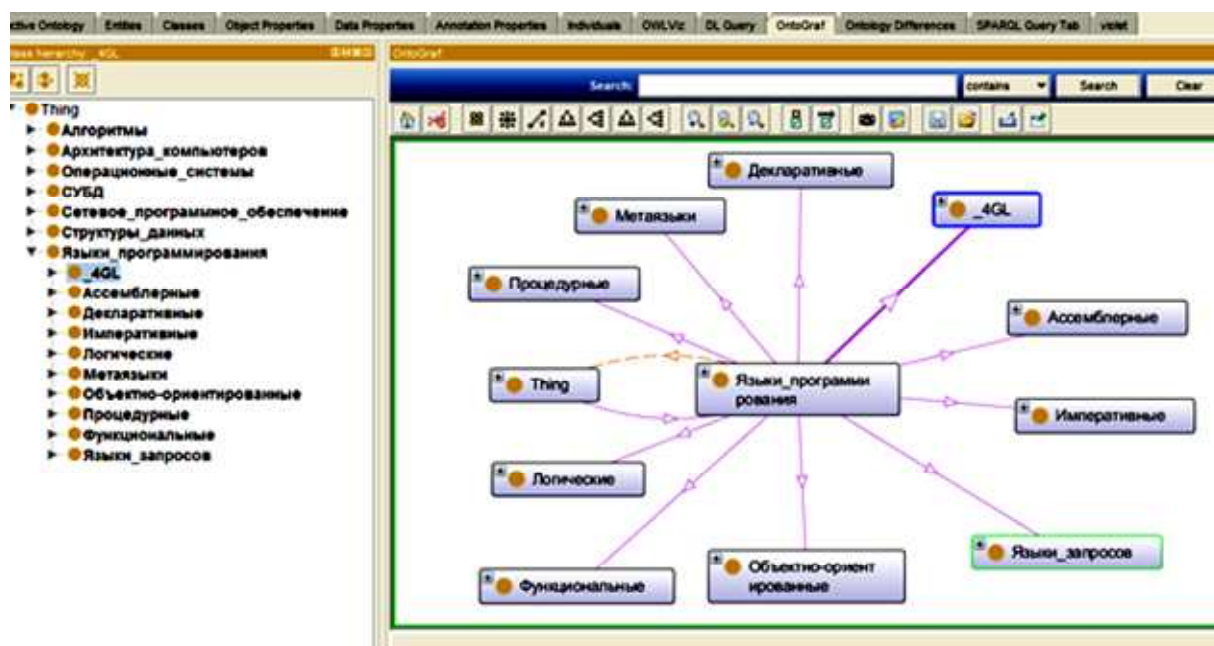 ctive Ontology Entities Classes Object Properties Data Properties Annotation Properties Individuals OWLViz DL Query OntoGraf Ontology Differences SPARQL Query Tab violet
hierarchy: _4GL
OntoGraf
Search: contains Search Clear
Thing
Алгоритмы
Архитектура_компьютеров
Операционные_системы
СУБД
Сетевое_программное_обеспечение
Структуры_данных
Языки_программирования
_4GL
Ассемблерные
Декларативные
Императивные
Логические
Метаязыки
Объектно-ориентированные
Процедурные
Функциональные
Языки_запросов
Декларативные
Метаязыки
_4GL
Процедурные
Ассемблерные
Thing
Языки_программи
рования
Императивные
Логические
Языки_запросов
Объектно-ориент
ированные
Функциональные